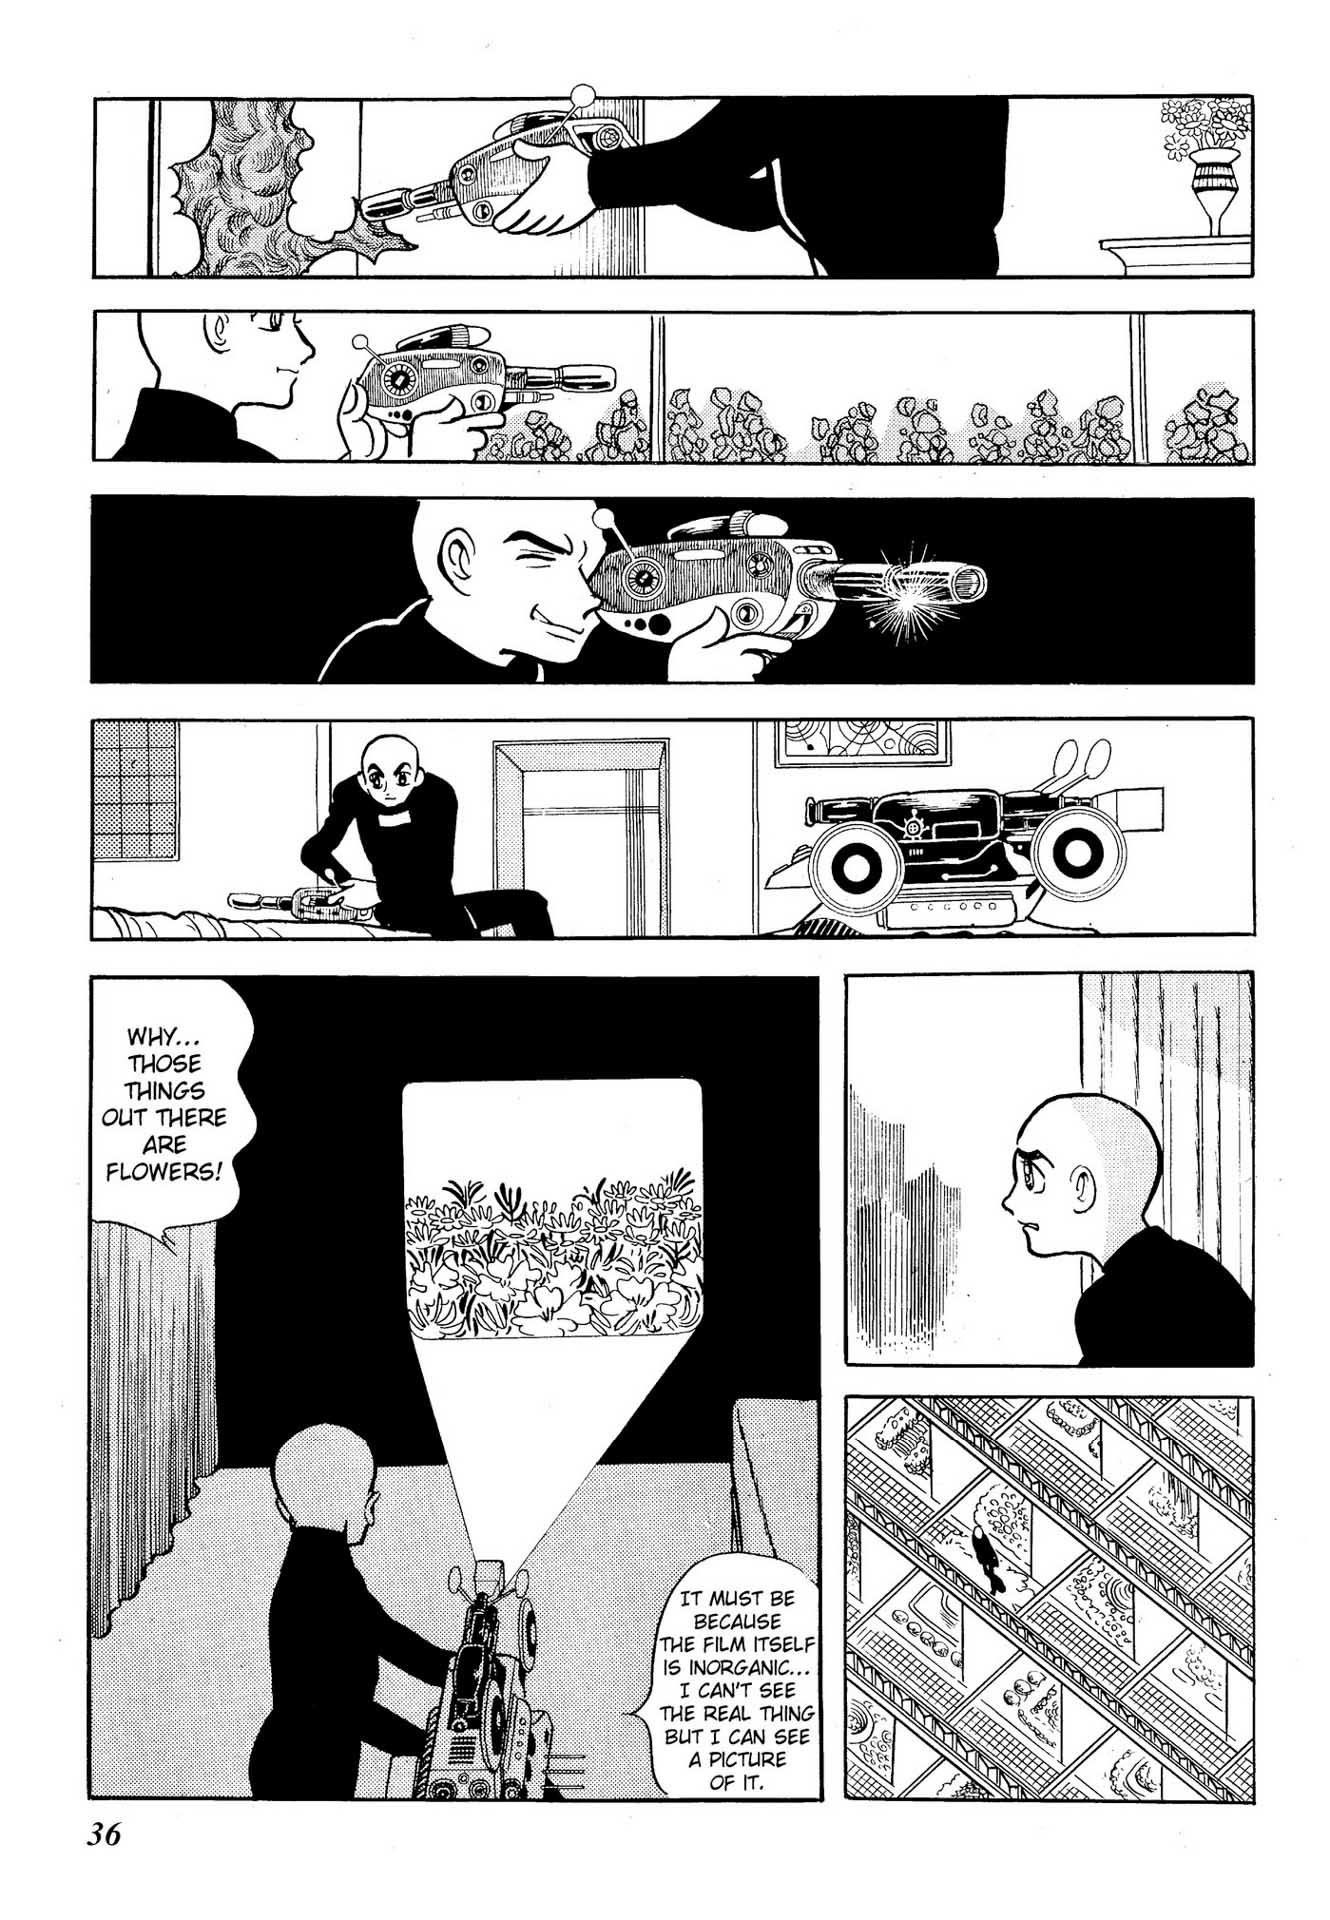 WHY...
THOSE
THINGS
OUT THERE
ARE
FLOWERS!
IT MUST BE
BECAUSE
THE FILM ITSELF
IS INORGANIC...
I CAN'T SEE
THE REAL THING
BUT I CAN SEE
A PICTURE
OF IT.
36